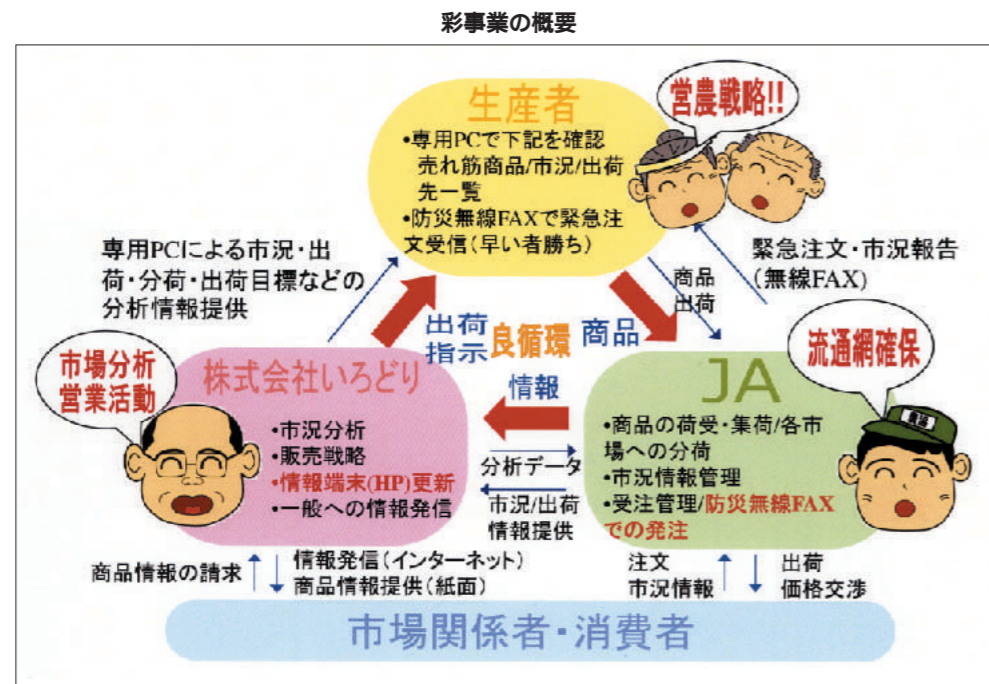 彩事業の概要
生産者
•専用PCで下記を確認
売れ筋商品/市況/出荷
先一覧
•防災無線FAXで緊急注
文受信(早い者勝ち)
営農戦略!!
専用PCによる市況・出
荷・分荷・出荷目標などの
分析情報提供
商品
出荷
緊急注文・市況報告
(無線FAX)
出荷
指示
良循環
商品
情報
市場分析
営業活動
株式会社いろどり
•市況分析
•販売戦略
•情報端末(HP)更新
•一般への情報発信
分析データ
市況/出荷
情報提供
JA
•商品の荷受・集荷/各市
場への分荷
•市況情報管理
•受注管理/防災無線FAX
での発注
流通網確保
商品情報の請求
情報発信(インターネット)
商品情報提供(紙面)
注文
市況情報
出荷
価格交渉
市場関係者・消費者